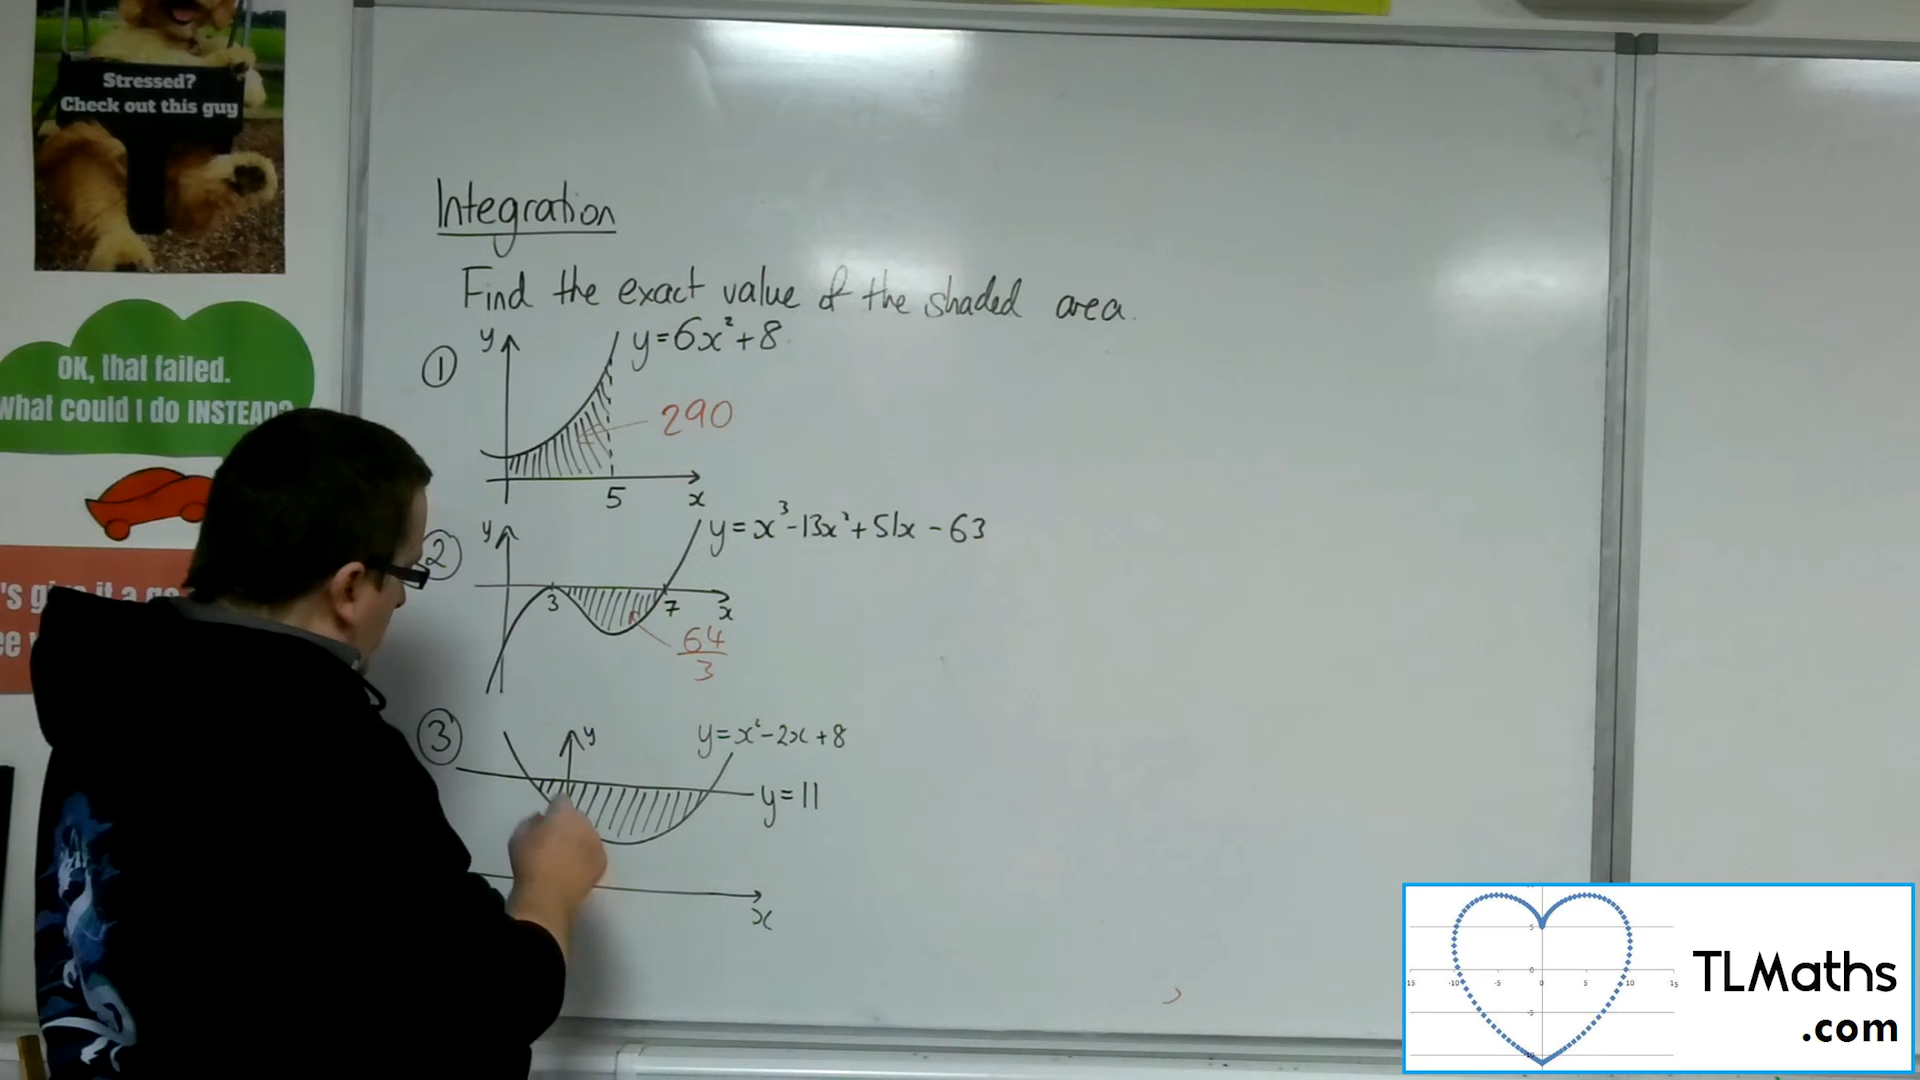 Stressed?
Check out this guy
OK, that failed.
what could I do INSTEAD?
Integration
Find the exact value of the shaded area.
① y y=6x²+8
290
5 x
② y y=x³-13x²+51x-63
3 7 x
64/3
③ y y=x²-2x+8
y=11
x
TLMaths
.com